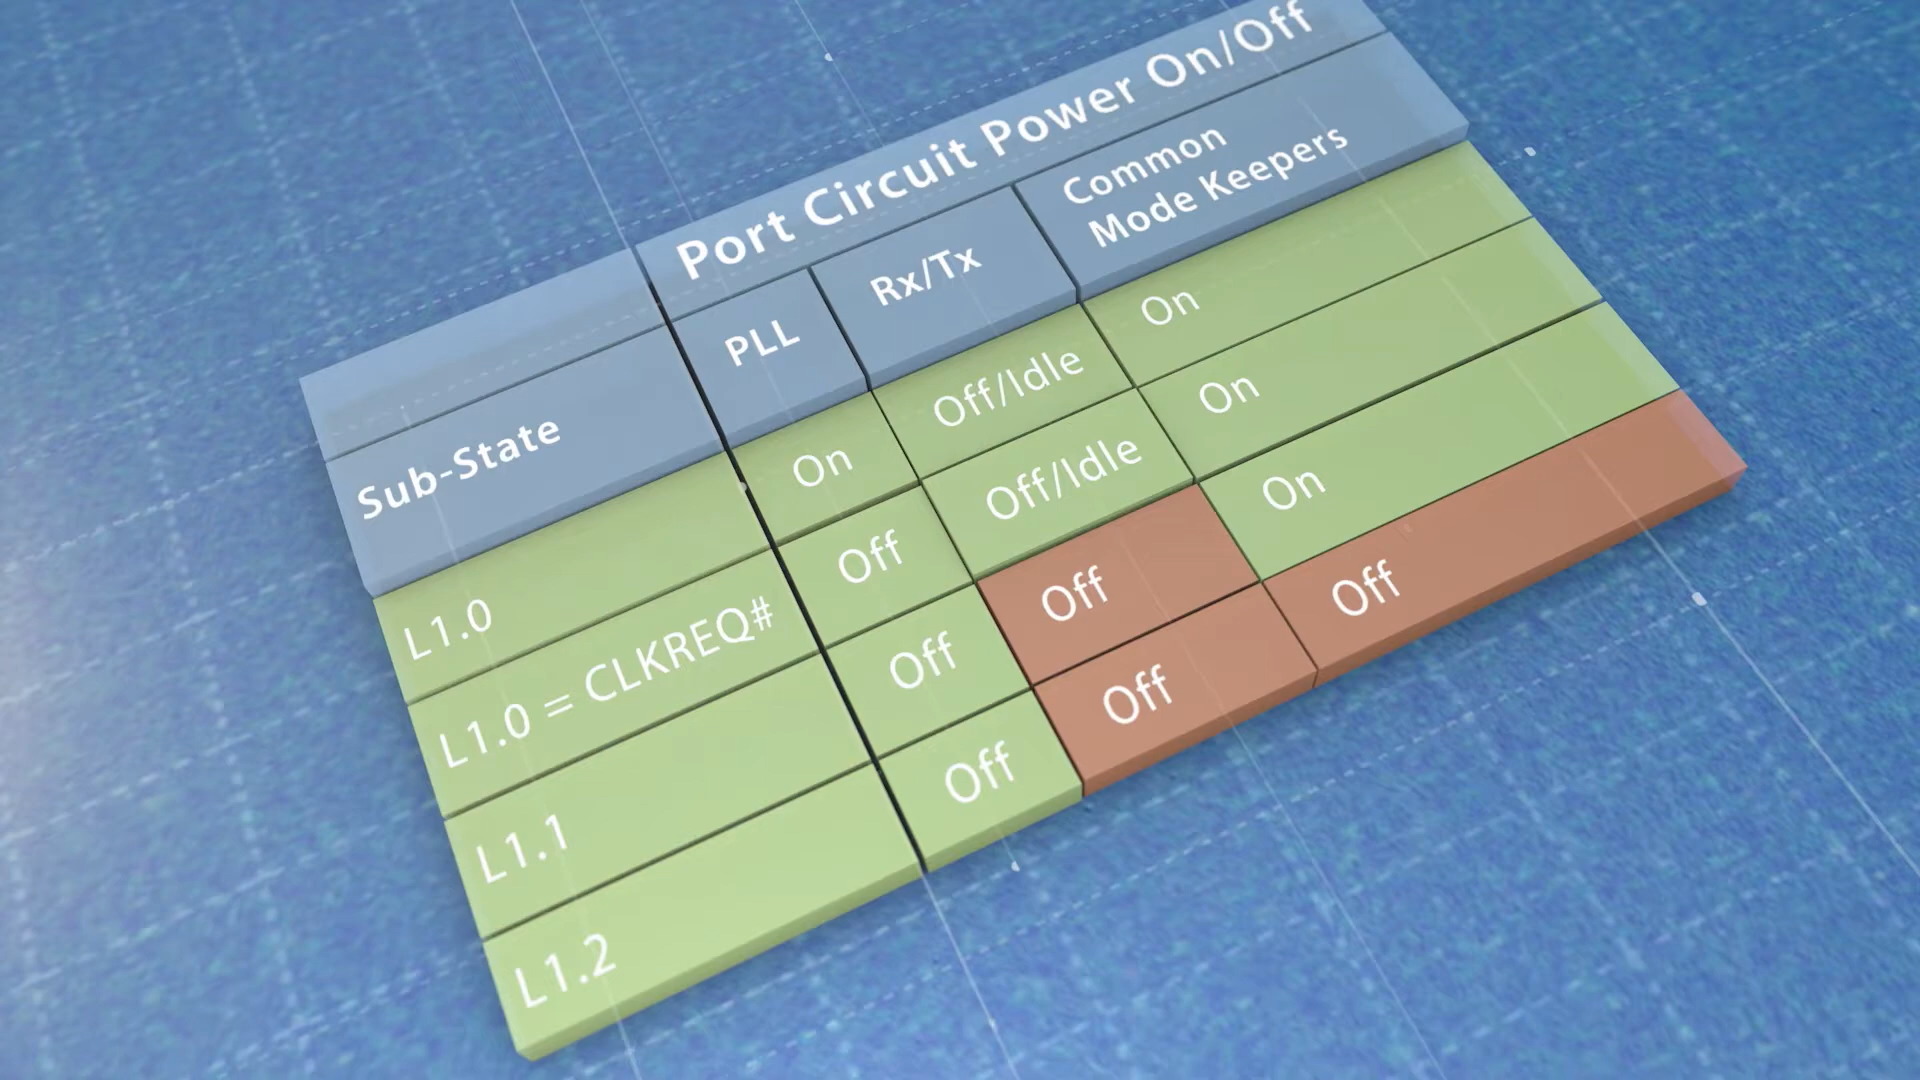 Port Circuit Power On/Off
Sub-State PLL Rx/Tx Common
Mode Keepers
L1.0 On Off/Idle On
L1.0 = CLKREQ# Off Off/Idle On
L1.1 Off Off On
L1.2 Off Off Off